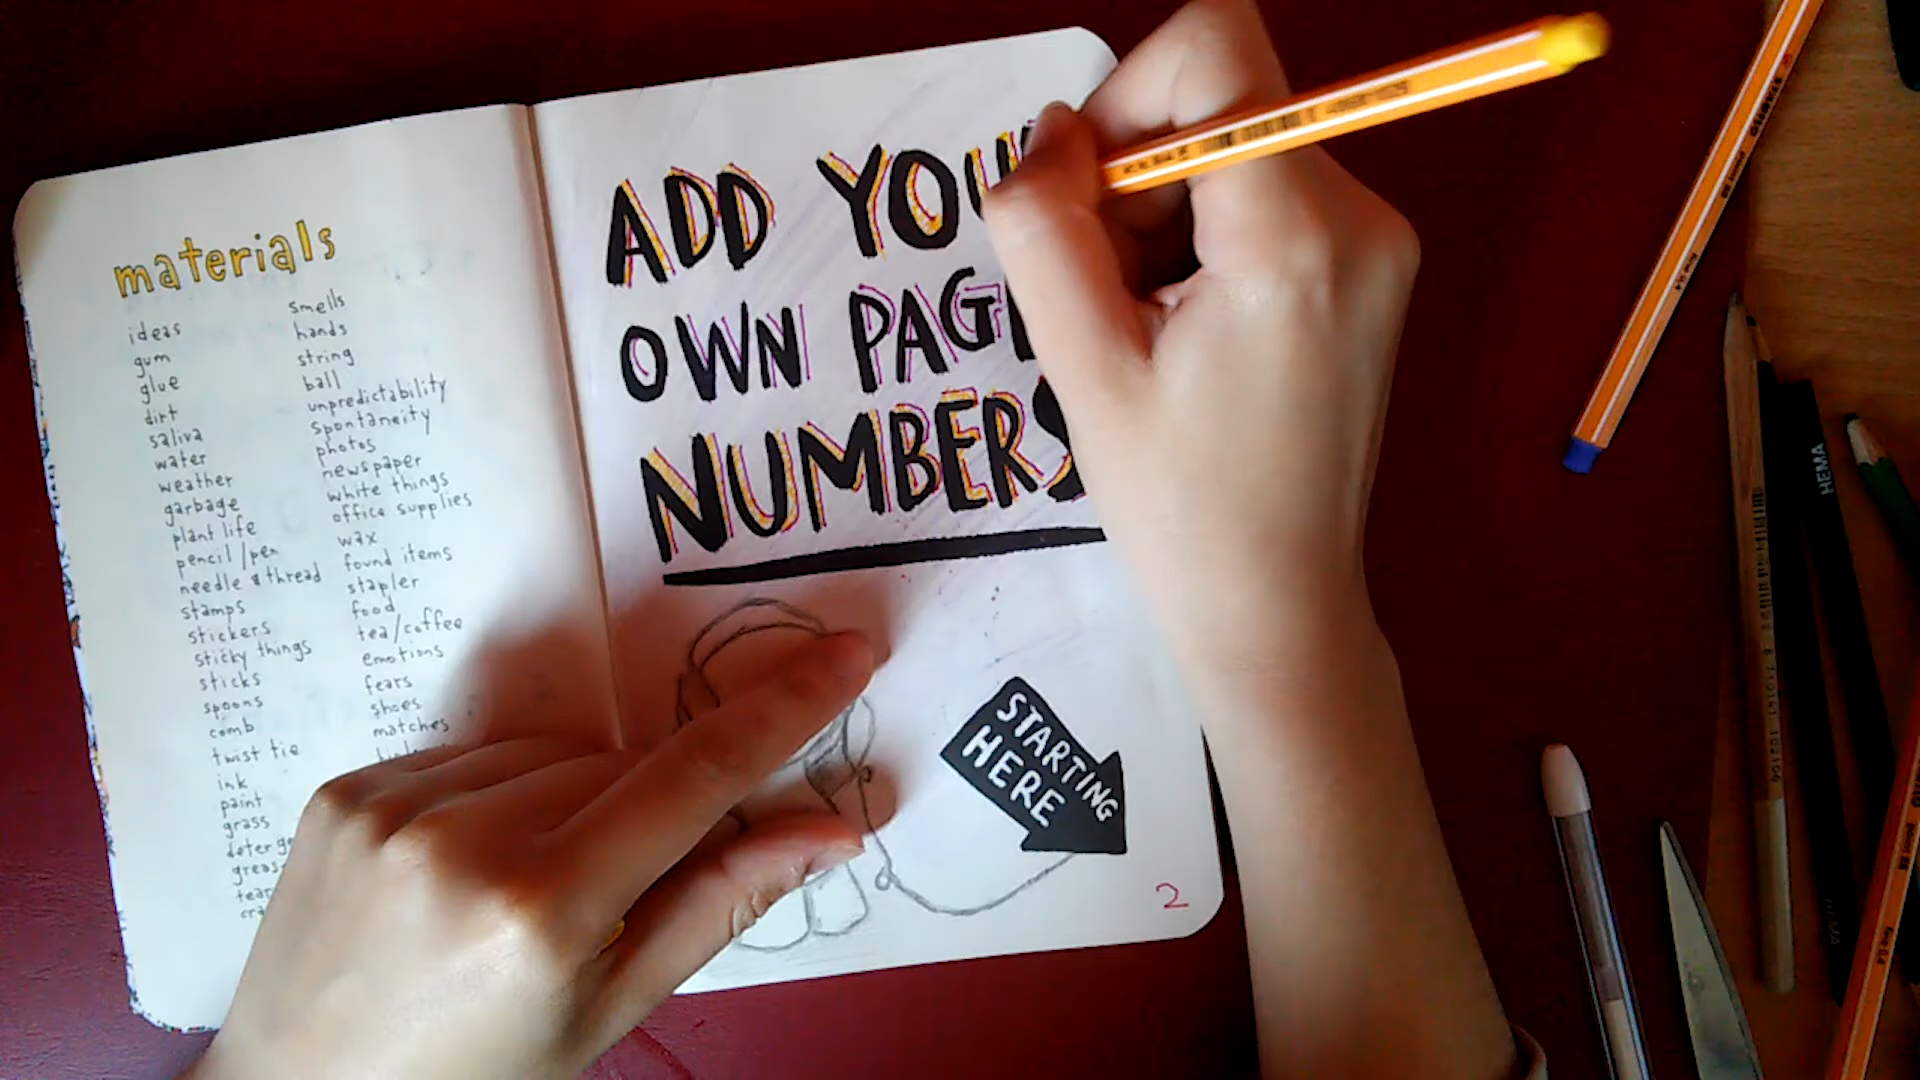 materials
ideas
gum
glue
dirt
saliva
water
weather
garbage
plant life
pencil/pen
needle & thread
stamps
stickers
sticky things
sticks
spoons
comb
twist tie
ink
paint
grass
smells
hands
string
ball
unpredictability
spontaneity
photos
newspaper
white things
office supplies
wax
found items
stapler
food
tea/coffee
emotions
fears
shoes
matches
ADD YOU
OWN PAG
NUMBERS
STARTING
HERE
2
HEMA